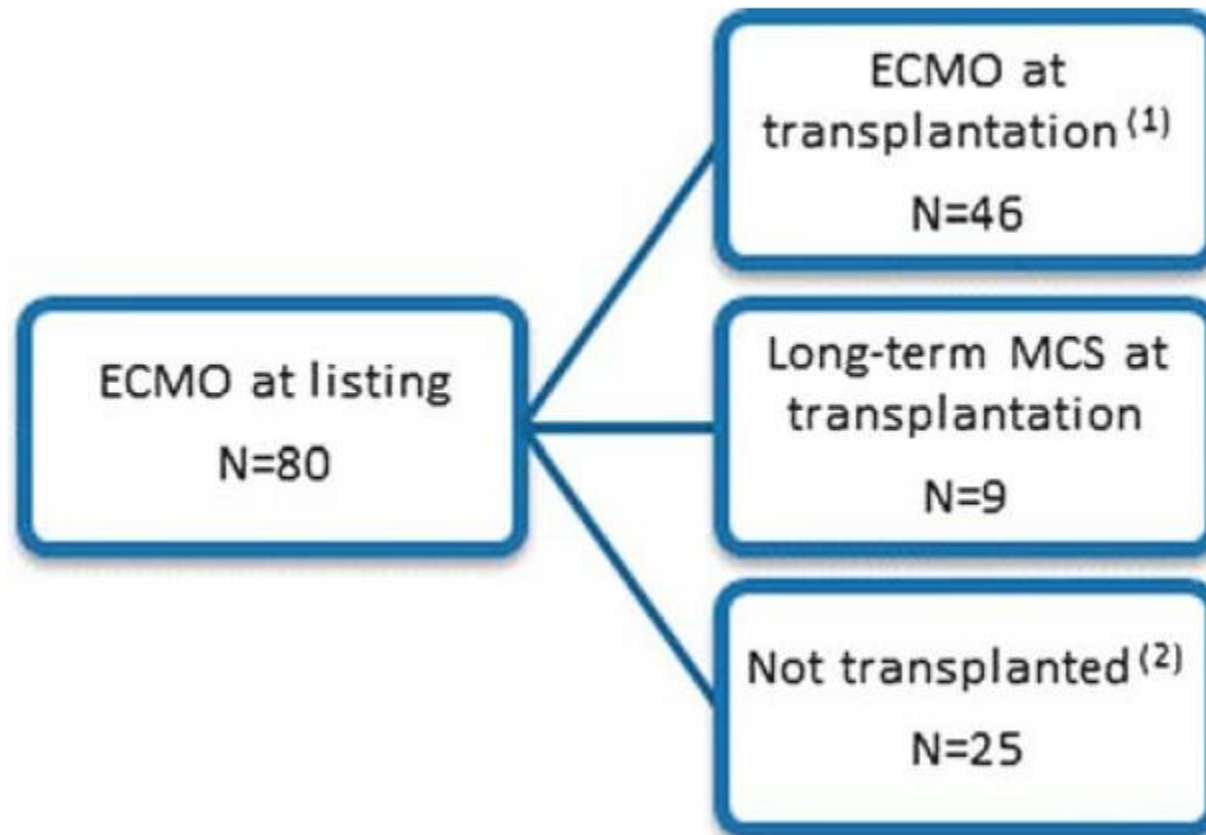 ECMO at listing
N=80
ECMO at
transplantation (1)
N=46
Long-term MCS at
transplantation
N=9
Not transplanted (2)
N=25